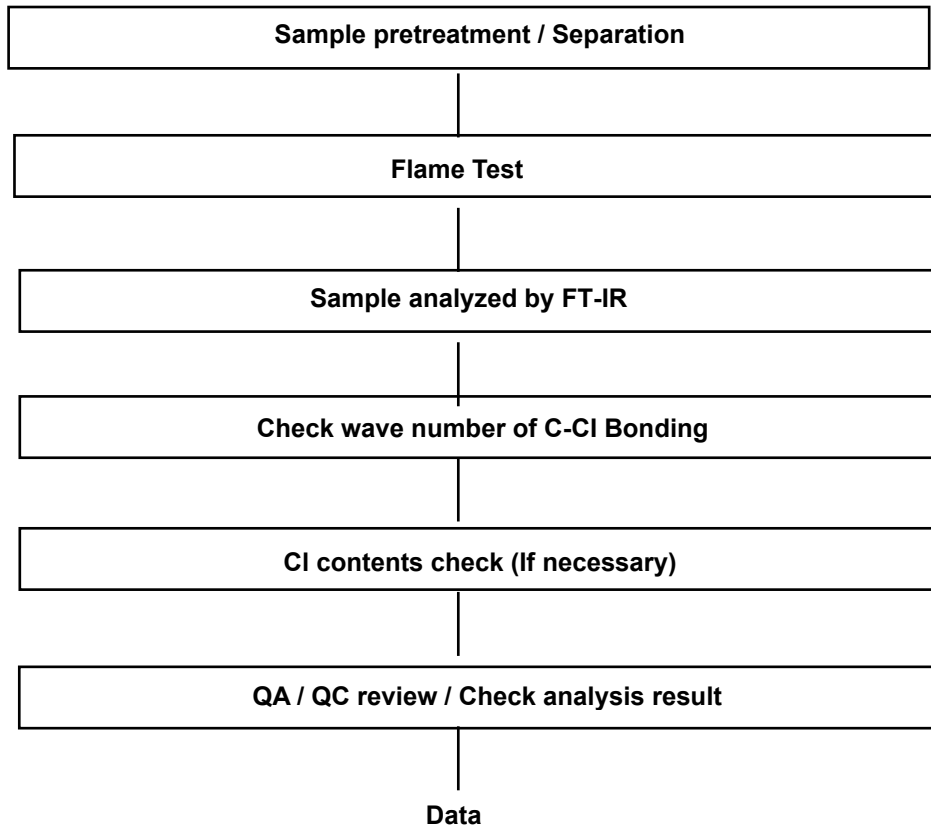 Sample pretreatment / Separation
Flame Test
Sample analyzed by FT-IR
Check wave number of C-Cl Bonding
Cl contents check (If necessary)
QA / QC review / Check analysis result
Data